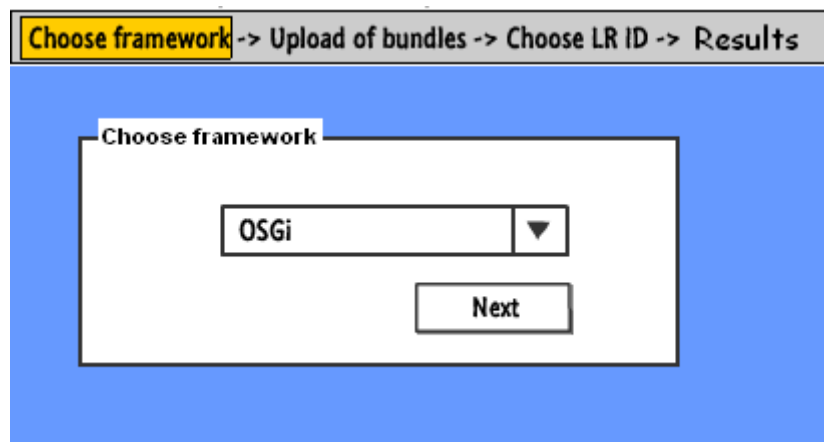 Choose framework -> Upload of bundles -> Choose LR ID -> Results
Choose framework
OSGi
Next